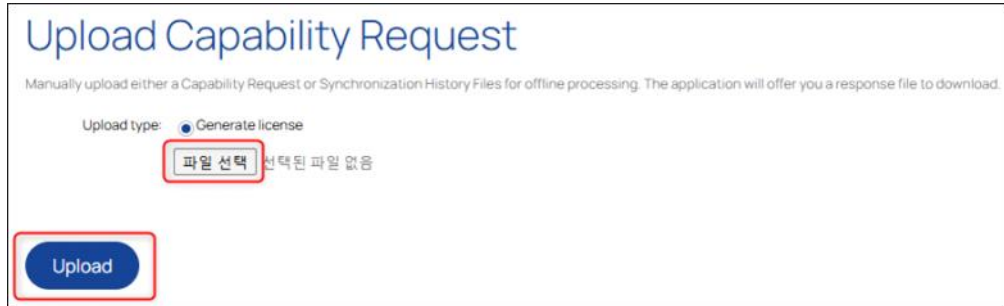 Upload Capability Request
Manually upload either a Capability Request or Synchronization History Files for offline processing. The application will offer you a response file to download.
Upload type: Generate license
파일 선택 선택된 파일 없음
Upload